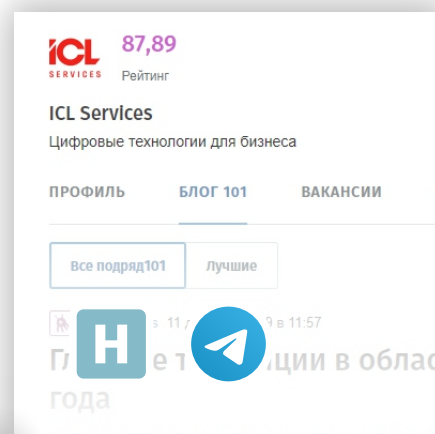 ICL
SERVICES
87,89
Рейтинг
ICL Services
Цифровые технологии для бизнеса
ПРОФИЛЬ БЛОГ 101 ВАКАНСИИ
Все подряд101 Лучшие
11 в 11:57
H
в
года